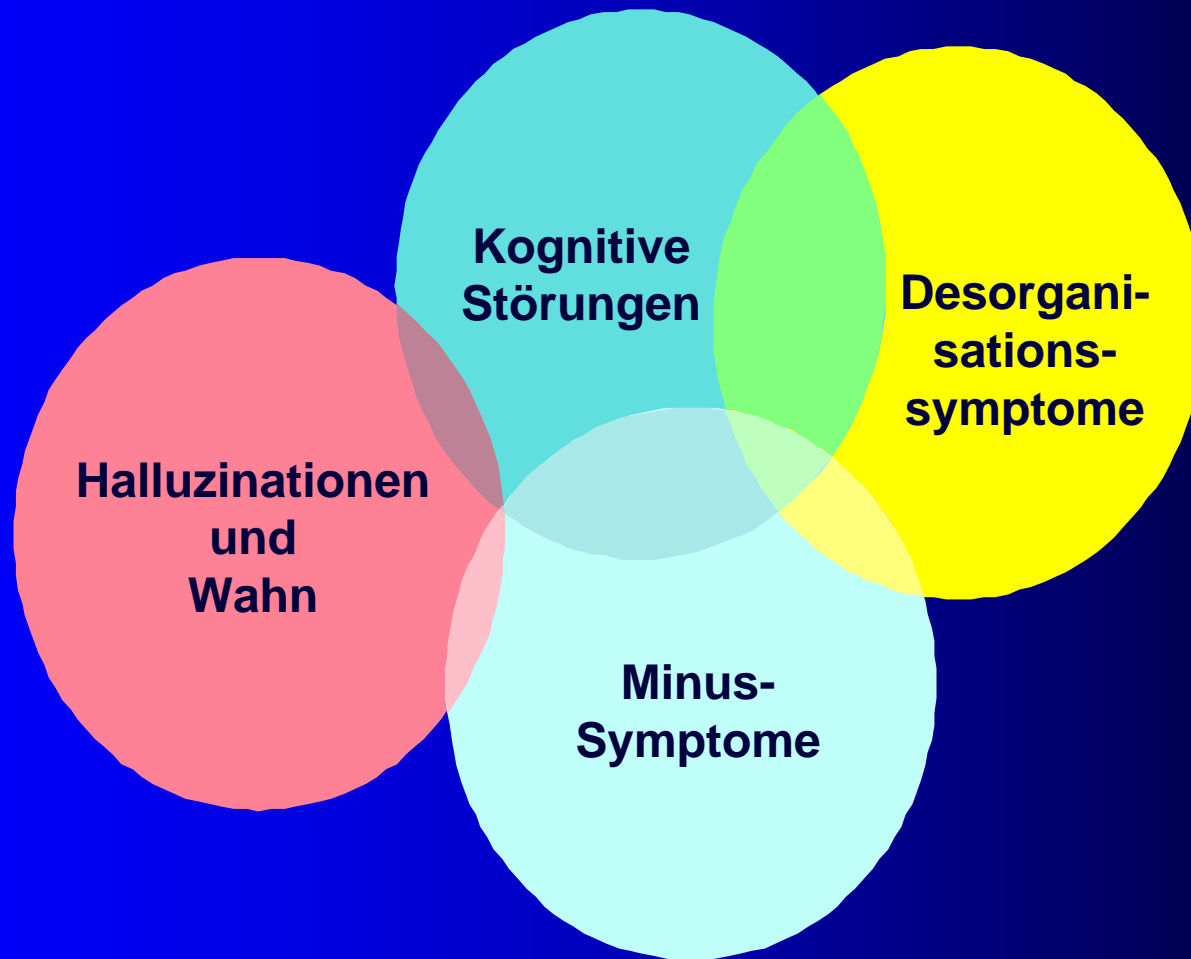 Kognitive
Störungen
Desorgani-
sations-
symptome
Halluzinationen
und
Wahn
Minus-
Symptome